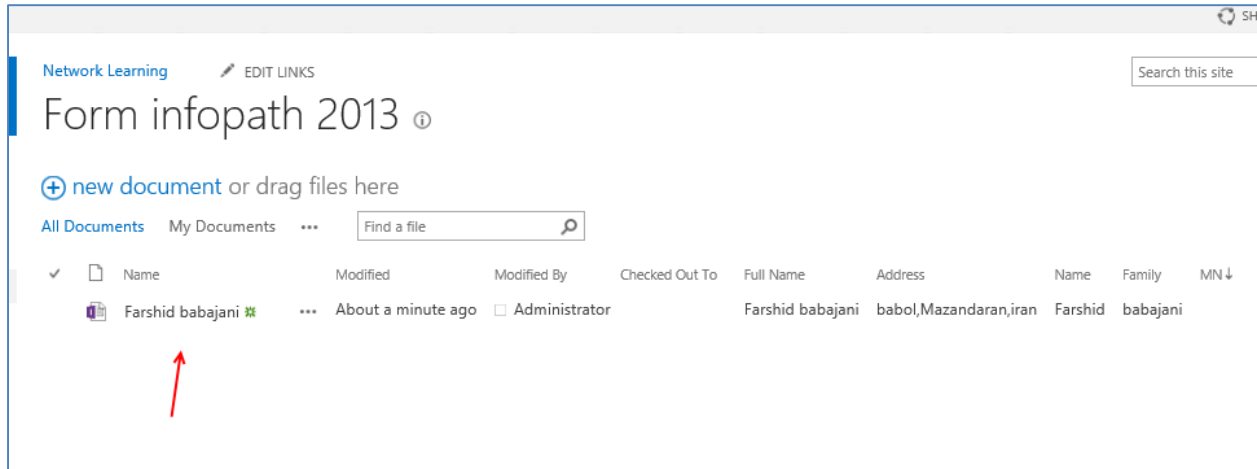 SH
Network Learning EDIT LINKS Search this site
Form infopath 2013
new document or drag files here
All Documents My Documents ••• Find a file
Name Modified Modified By Checked Out To Full Name Address Name Family MN↓
Farshid babajani ••• About a minute ago Administrator Farshid babajani babol,Mazandaran,iran Farshid babajani